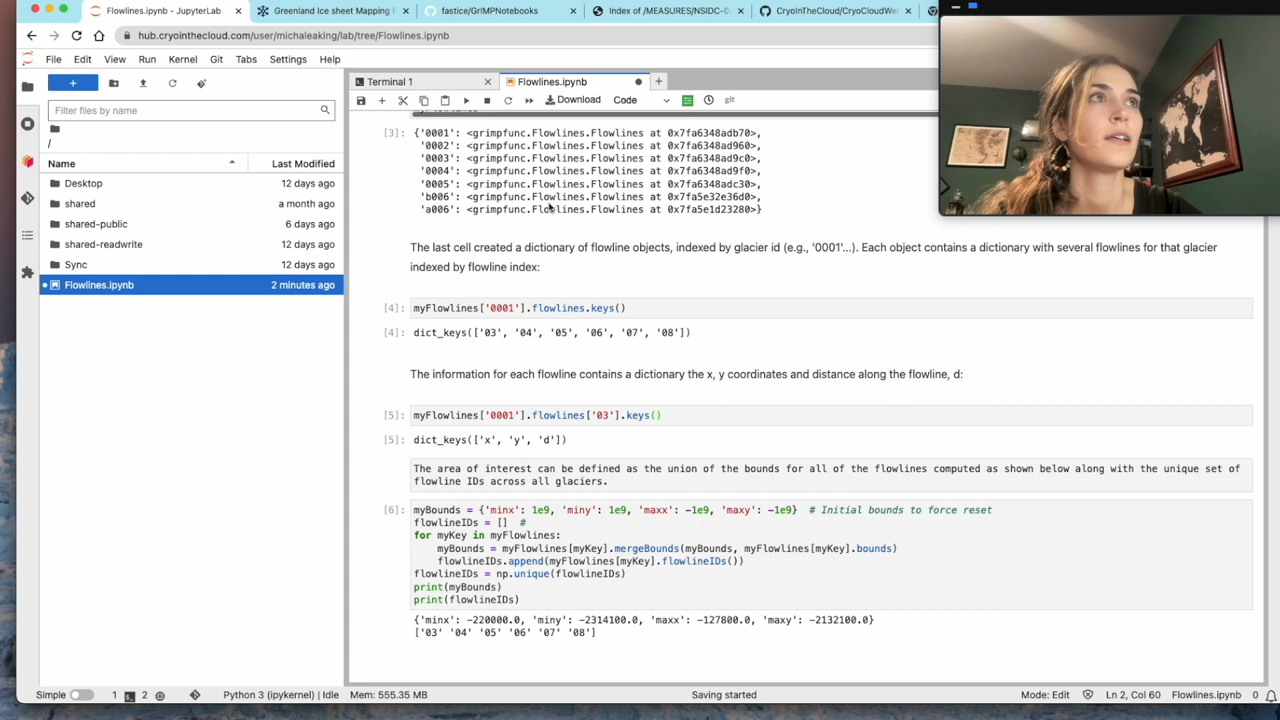 Flowlines.ipynb - JupyterLab
Greenland Ice sheet Mapping P
fastice/GrIMPNotebooks
Index of /MEASURES/NSIDC-0
CryoInTheCloud/CryoCloudWe
hub.cryointhecloud.com/user/michaleaking/lab/tree/Flowlines.ipynb
File Edit View Run Kernel Git Tabs Settings Help
Terminal 1
Flowlines.ipynb
Filter files by name
Download
Code
git
/
Name Last Modified
Desktop 12 days ago
shared a month ago
shared-public 6 days ago
shared-readwrite 12 days ago
Sync 12 days ago
Flowlines.ipynb 2 minutes ago
[3]: {'0001': <grimpfunc.Flowlines.Flowlines at 0x7fa6348adb70>,
'0002': <grimpfunc.Flowlines.Flowlines at 0x7fa6348ad960>,
'0003': <grimpfunc.Flowlines.Flowlines at 0x7fa6348ad9c0>,
'0004': <grimpfunc.Flowlines.Flowlines at 0x7fa6348ad9f0>,
'0005': <grimpfunc.Flowlines.Flowlines at 0x7fa6348adc30>,
'b006': <grimpfunc.Flowlines.Flowlines at 0x7fa5e32e36d0>,
'a006': <grimpfunc.Flowlines.Flowlines at 0x7fa5e1d23280>}
The last cell created a dictionary of flowline objects, indexed by glacier id (e.g., '0001'...). Each object contains a dictionary with several flowlines for that glacier
indexed by flowline index:
[4]: myFlowlines['0001'].flowlines.keys()
[4]: dict_keys(['03', '04', '05', '06', '07', '08'])
The information for each flowline contains a dictionary the x, y coordinates and distance along the flowline, d:
[5]: myFlowlines['0001'].flowlines['03'].keys()
[5]: dict_keys(['x', 'y', 'd'])
The area of interest can be defined as the union of the bounds for all of the flowlines computed as shown below along with the unique set of
flowline IDs across all glaciers.
[6]: myBounds = {'minx': 1e9, 'miny': 1e9, 'maxx': -1e9, 'maxy': -1e9}  # Initial bounds to force reset
flowlineIDs = []  #
for myKey in myFlowlines:
myBounds = myFlowlines[myKey].mergeBounds(myBounds, myFlowlines[myKey].bounds)
flowlineIDs.append(myFlowlines[myKey].flowlineIDs())
flowlineIDs = np.unique(flowlineIDs)
print(myBounds)
print(flowlineIDs)
{'minx': -220000.0, 'miny': -2314100.0, 'maxx': -127800.0, 'maxy': -2132100.0}
['03' '04' '05' '06' '07' '08']
Simple 1 2 Python 3 (ipykernel) | Idle Mem: 555.35 MB Saving started Mode: Edit Ln 2, Col 60 Flowlines.ipynb 0